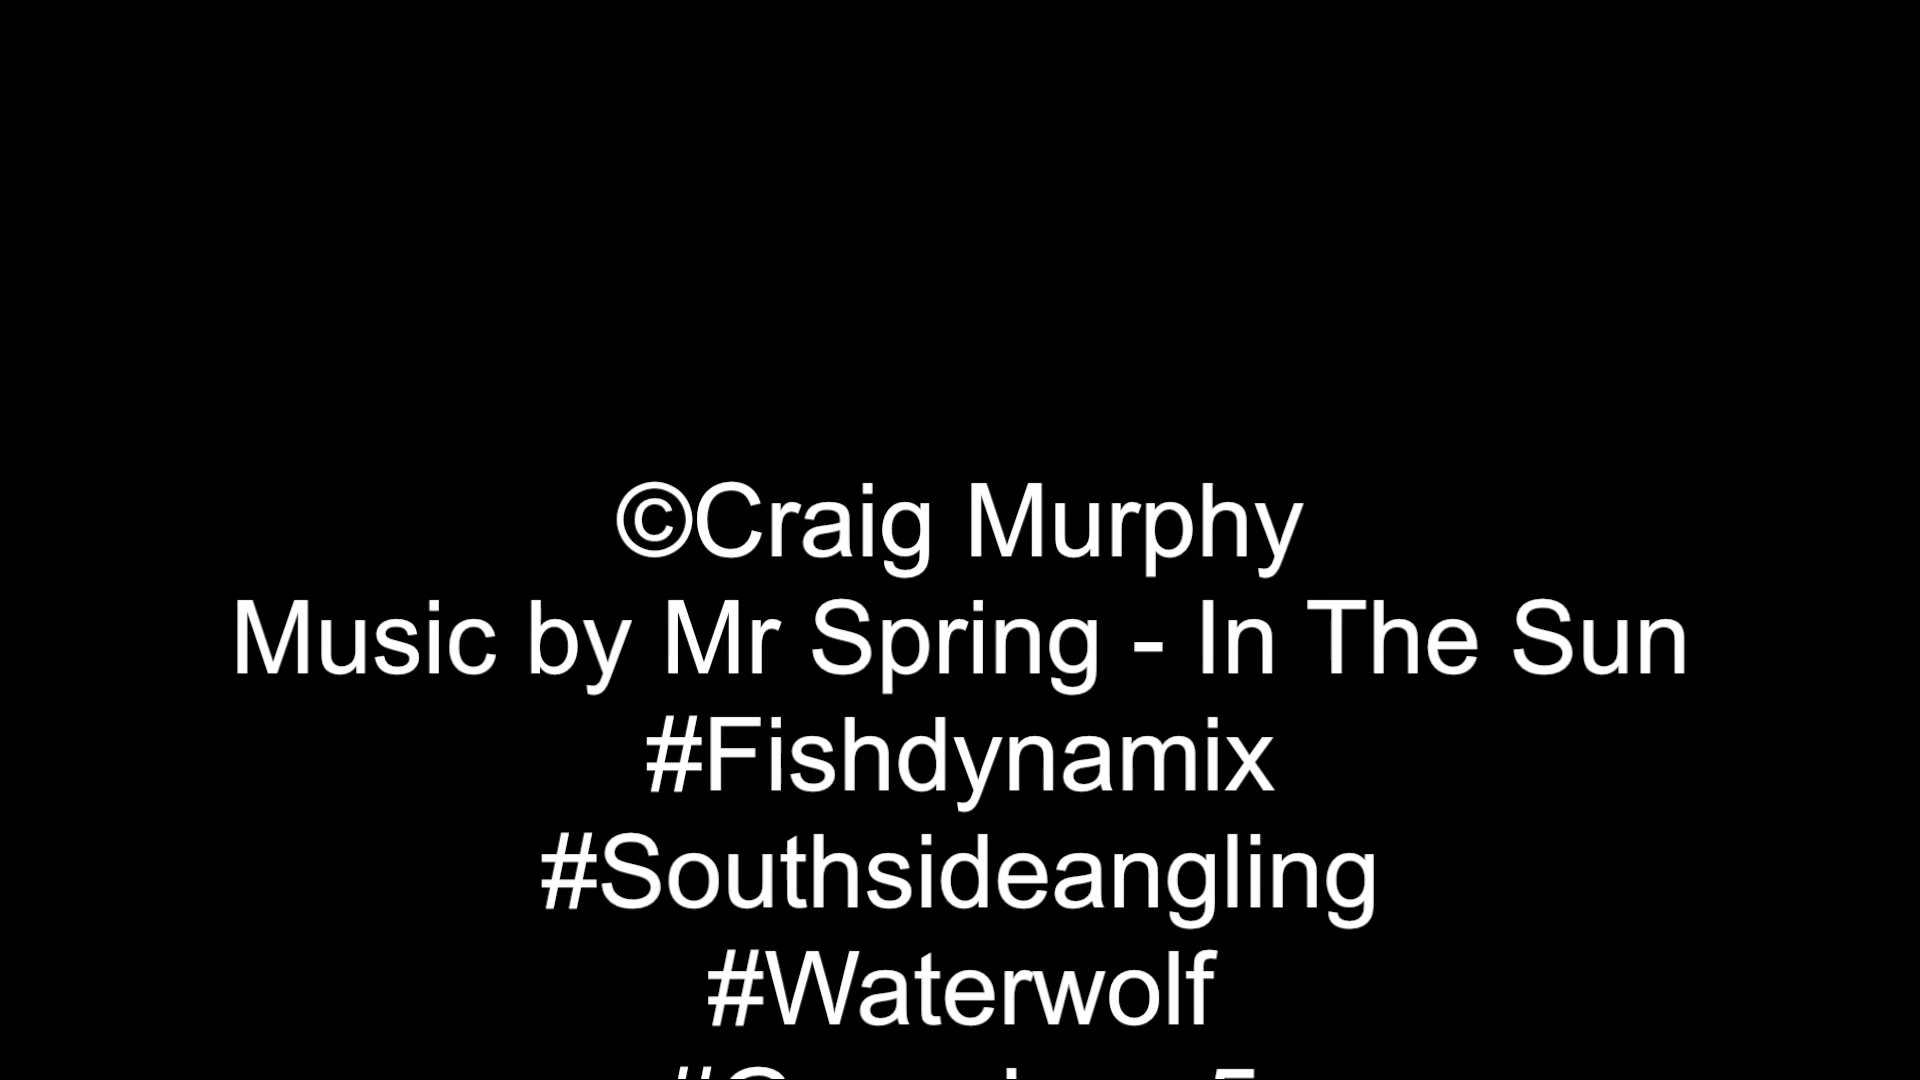 ©Craig Murphy
Music by Mr Spring - In The Sun
#Fishdynamix
#Southsideangling
#Waterwolf